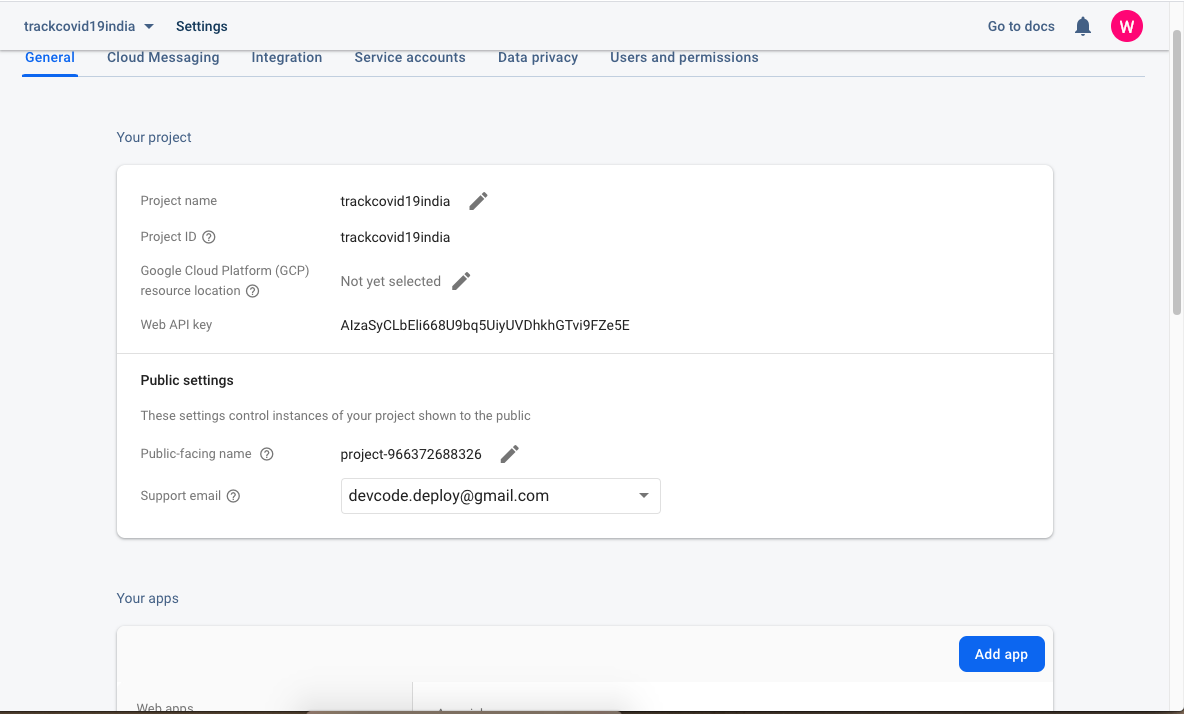 trackcovid19india Settings Go to docs W
General Cloud Messaging Integration Service accounts Data privacy Users and permissions
Your project
Project name trackcovid19india
Project ID trackcovid19india
Google Cloud Platform (GCP)
resource location Not yet selected
Web API key AIzaSyCLbEli668U9bq5UiyUVDhkhGTvi9FZe5E
Public settings
These settings control instances of your project shown to the public
Public-facing name project-966372688326
Support email devcode.deploy@gmail.com
Your apps
Add app
Web apps